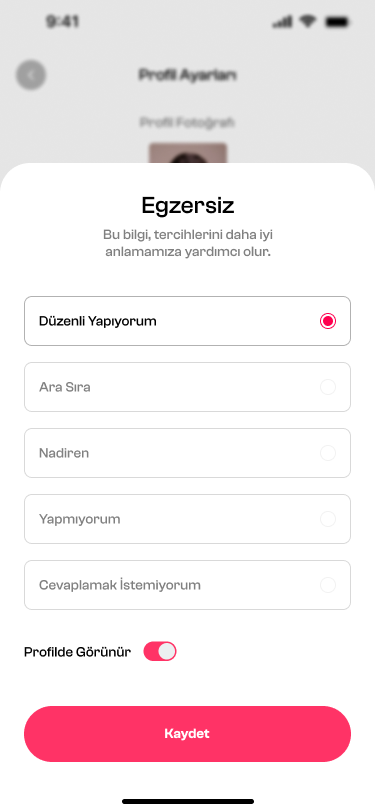 9:41
Profil Ayarları
Profil Fotoğrafı
Egzersiz
Bu bilgi, tercihlerini daha iyi
anlamamıza yardımcı olur.
Düzenli Yapıyorum
Ara Sıra
Nadiren
Yapmıyorum
Cevaplamak İstemiyorum
Profilde Görünür
Kaydet